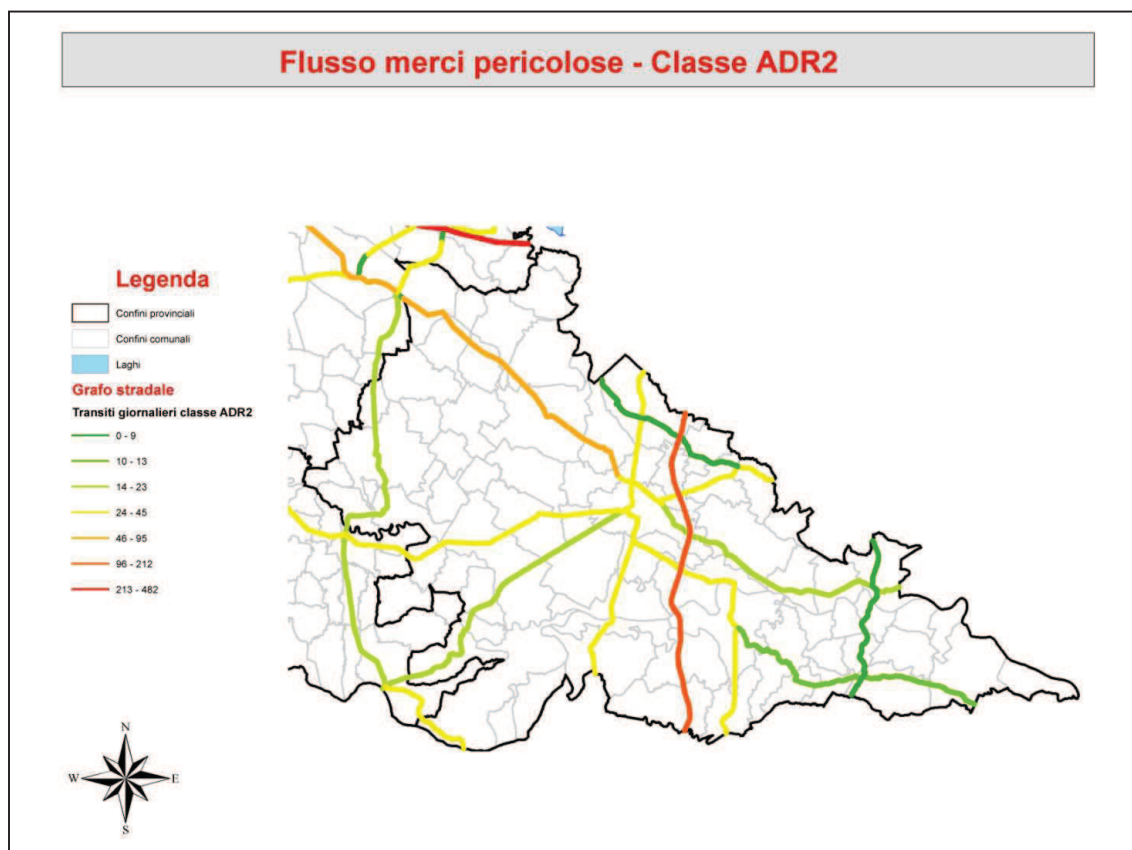 Flusso merci pericolose - Classe ADR2
Legenda
Confini provinciali
Confini comunali
Laghi
Grafo stradale
Transiti giornalieri classe ADR2
0 - 9
10 - 13
14 - 23
24 - 45
46 - 95
96 - 212
213 - 482
N
W E
S